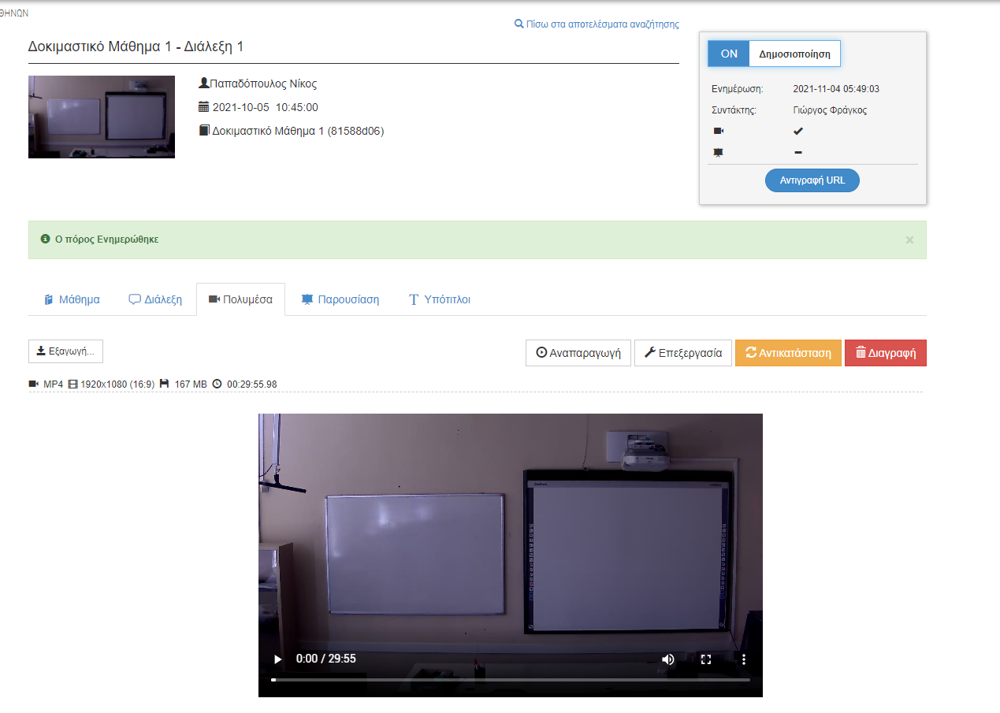 ΘΗΝΩΝ
Πίσω στα αποτελέσματα αναζήτησης
Δοκιμαστικό Μάθημα 1 - Διάλεξη 1
Παπαδόπουλος Νίκος
2021-10-05 10:45:00
Δοκιμαστικό Μάθημα 1 (81588d06)
ON Δημοσιοποίηση
Ενημέρωση: 2021-11-04 05:49:03
Συντάκτης: Γιώργος Φράγκος
Αντιγραφή URL
Ο πόρος Ενημερώθηκε ×
Μάθημα Διάλεξη Πολυμέσα Παρουσίαση Υπότιτλοι
Εξαγωγή... Αναπαραγωγή Επεξεργασία Αντικατάσταση Διαγραφή
MP4 1920x1080 (16:9) 167 MB 00:29:55.98
0:00 / 29:55